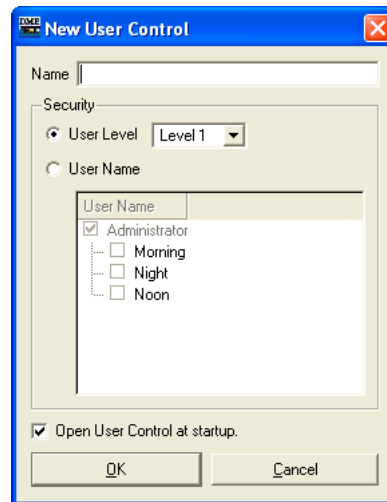 DME
New User Control
Name
Security
User Level Level 1
User Name
User Name
Administrator
Morning
Night
Noon
Open User Control at startup.
OK Cancel